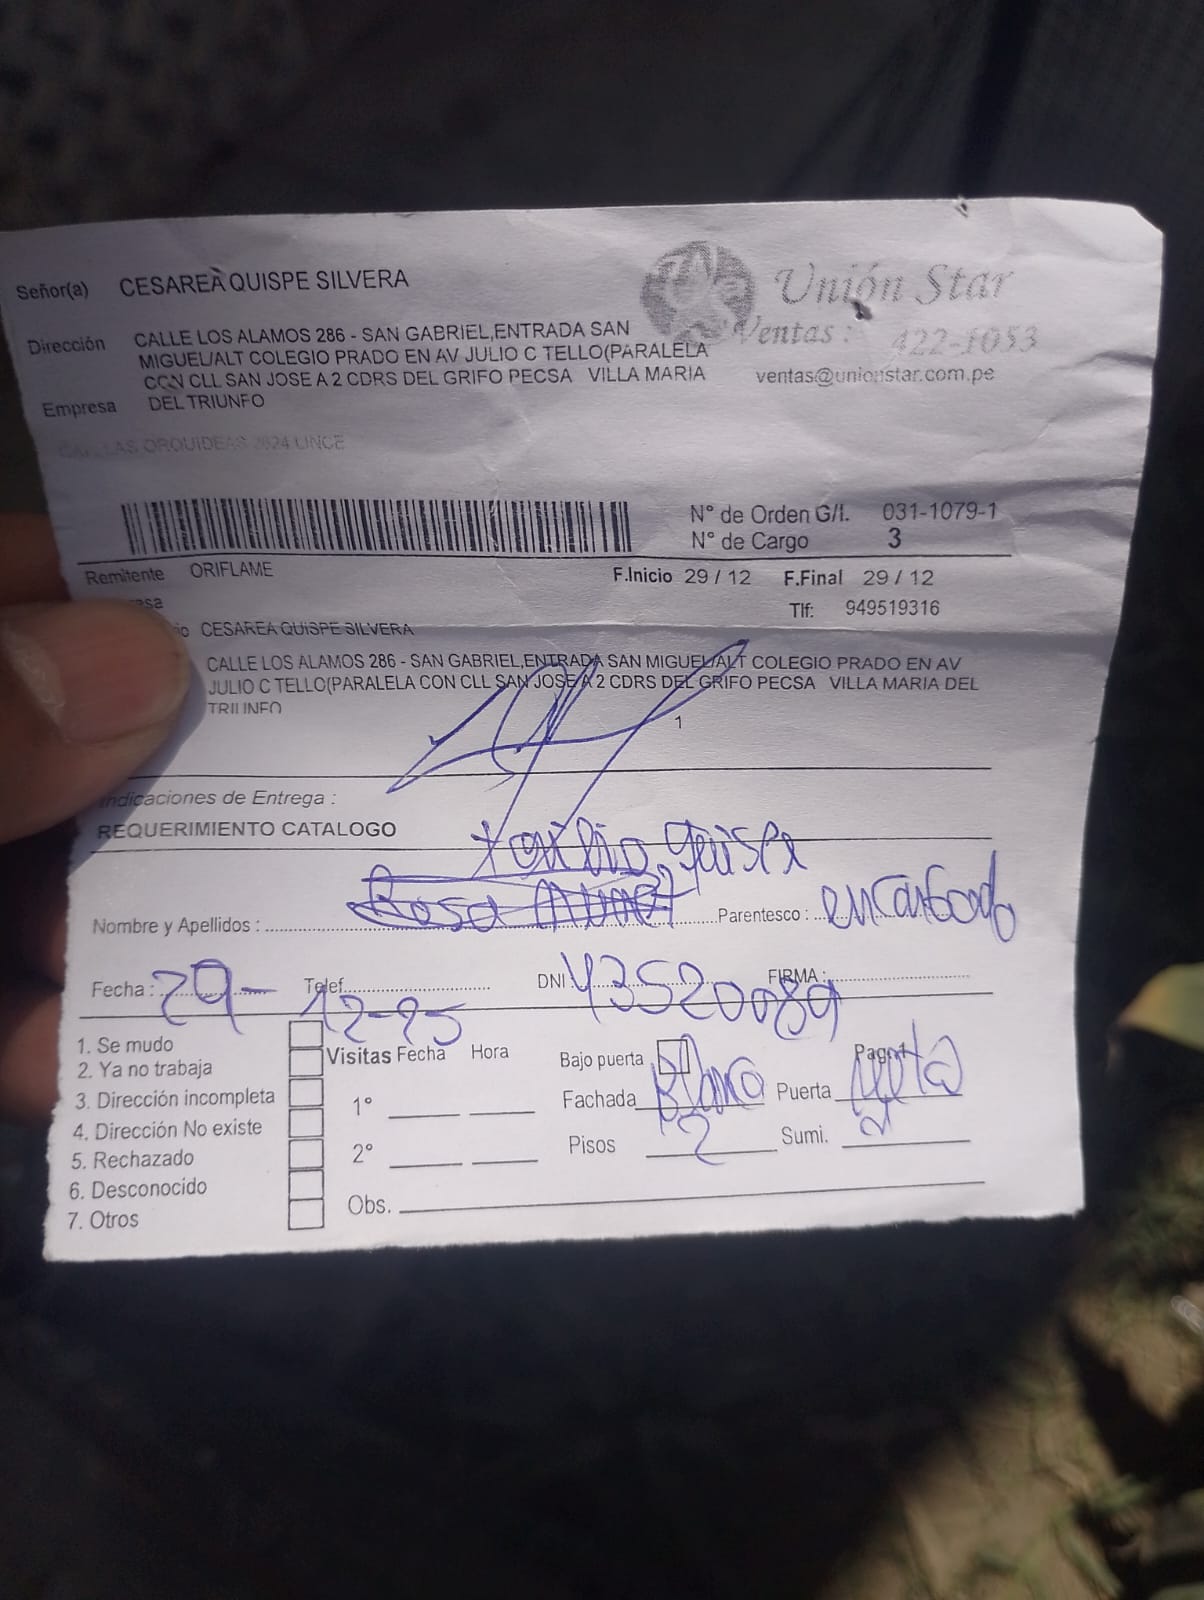 Señor(a) CESAREA QUISPE SILVERA
Unión Star
Dirección CALLE LOS ALAMOS 286 - SAN GABRIEL,ENTRADA SAN
MIGUEL/ALT COLEGIO PRADO EN AV JULIO C TELLO(PARALELA
CON CLL SAN JOSE A 2 CDRS DEL GRIFO PECSA VILLA MARIA
DEL TRIUNFO
Ventas: 422-1053
ventas@unionstar.com.pe
Empresa
LAS ORQUIDEAS 2624 LINCE
N° de Orden G/I. 031-1079-1
N° de Cargo 3
Remitente ORIFLAME
F.Inicio 29 / 12 F.Final 29 / 12
Tlf: 949519316
CESAREA QUISPE SILVERA
CALLE LOS ALAMOS 286 - SAN GABRIEL,ENTRADA SAN MIGUEL/ALT COLEGIO PRADO EN AV
JULIO C TELLO(PARALELA CON CLL SAN JOSE A 2 CDRS DEL GRIFO PECSA VILLA MARIA DEL
TRIUNFO
1
Indicaciones de Entrega :
REQUERIMIENTO CATALOGO
quispe
Nombre y Apellidos : Rosa Parentesco : encargado
Fecha : 29- Telef. DNI: 43520089 FIRMA :
12-25
1. Se mudo
2. Ya no trabaja
3. Dirección incompleta
4. Dirección No existe
5. Rechazado
6. Desconocido
7. Otros
Visitas Fecha Hora
1°
2°
Obs.
Bajo puerta
Fachada Blanco Puerta
Pisos 2 Sumi.